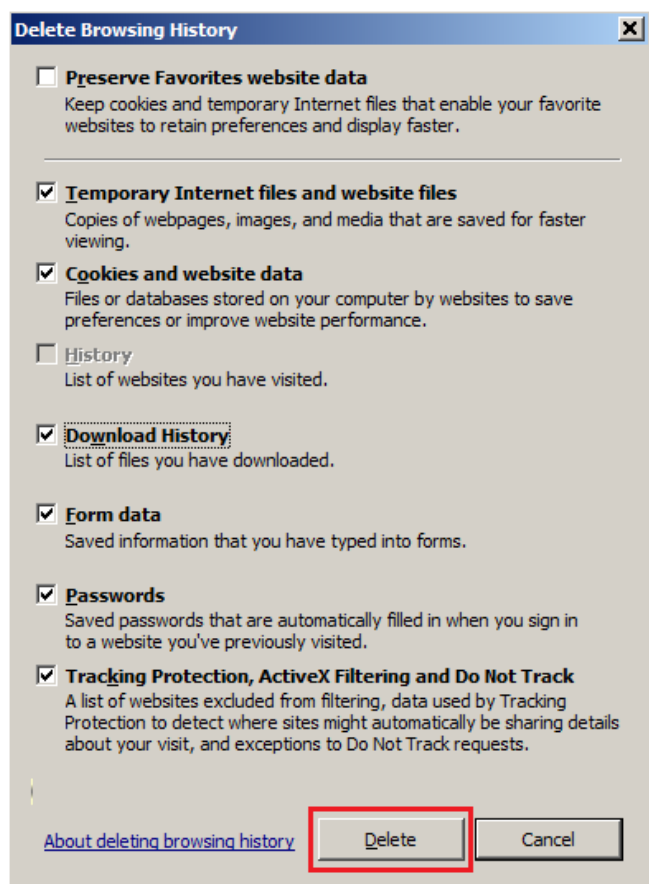 Delete Browsing History
Preserve Favorites website data
Keep cookies and temporary Internet files that enable your favorite
websites to retain preferences and display faster.
Temporary Internet files and website files
Copies of webpages, images, and media that are saved for faster
viewing.
Cookies and website data
Files or databases stored on your computer by websites to save
preferences or improve website performance.
History
List of websites you have visited.
Download History
List of files you have downloaded.
Form data
Saved information that you have typed into forms.
Passwords
Saved passwords that are automatically filled in when you sign in
to a website you've previously visited.
Tracking Protection, ActiveX Filtering and Do Not Track
A list of websites excluded from filtering, data used by Tracking
Protection to detect where sites might automatically be sharing details
about your visit, and exceptions to Do Not Track requests.
About deleting browsing history Delete Cancel